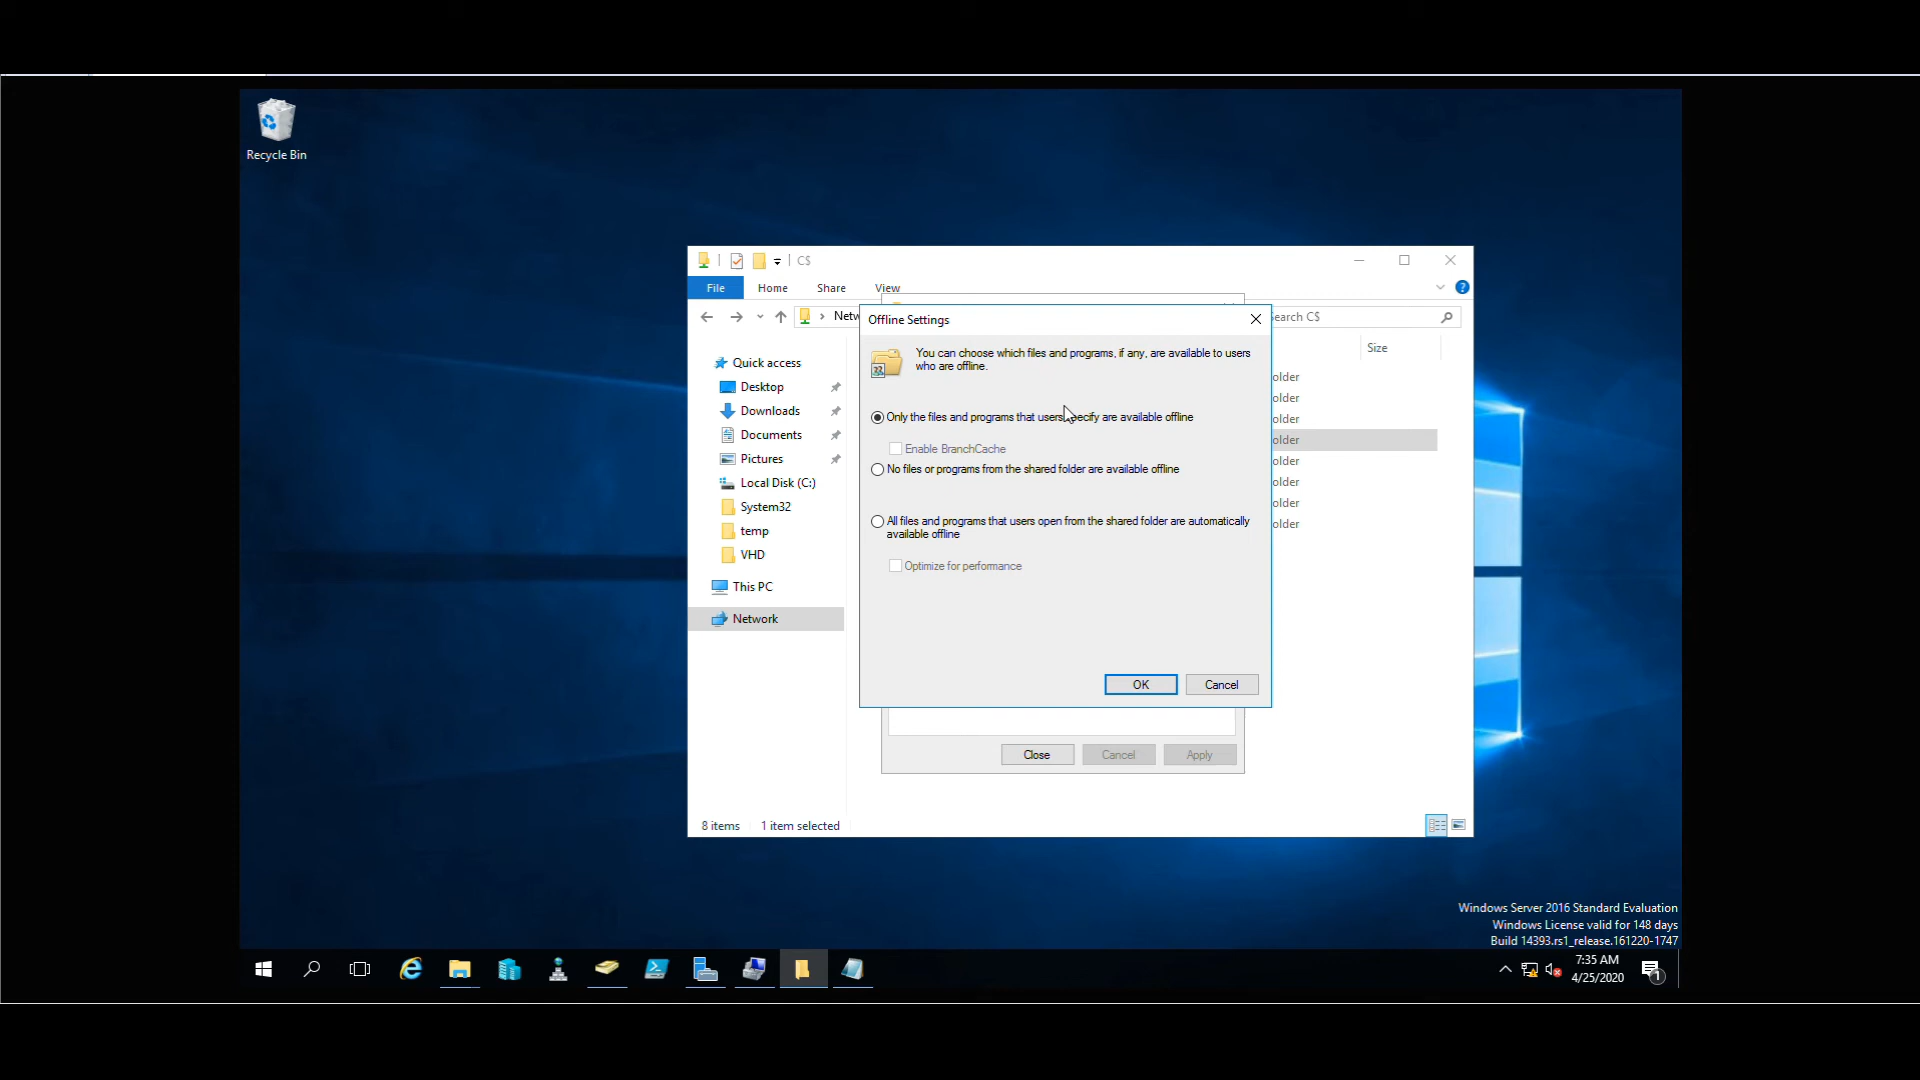 Recycle Bin
C$
File
Home
Share
View
Netw
earch C$
Quick access
Desktop
Downloads
Documents
Pictures
Local Disk (C:)
System32
temp
VHD
This PC
Network
Size
older
older
older
older
older
older
older
older
Offline Settings
You can choose which files and programs, if any, are available to users
who are offline.
Only the files and programs that users specify are available offline
Enable BranchCache
No files or programs from the shared folder are available offline
All files and programs that users open from the shared folder are automatically
available offline
Optimize for performance
OK
Cancel
Close
Cancel
Apply
8 items
1 item selected
Windows Server 2016 Standard Evaluation
Windows License valid for 148 days
Build 14393.rs1_release.161220-1747
7:35 AM
4/25/2020
1